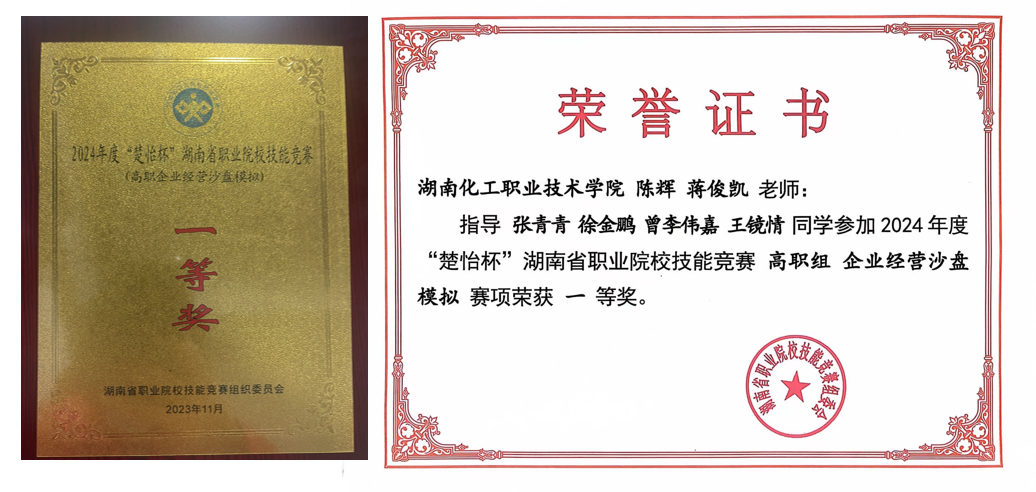 2024年度“楚怡杯”湖南省职业院校技能竞赛
(高职企业经营沙盘模拟)
一
等
奖
湖南省职业院校技能竞赛组织委员会
2023年11月
荣誉证书
湖南化工职业技术学院 陈辉 蒋俊凯 老师：
指导 张青青 徐金鹏 曾李伟嘉 王镜情 同学参加 2024 年度
“楚怡杯”湖南省职业院校技能竞赛 高职组 企业经营沙盘
模拟 赛项荣获 一 等奖。
湖南省职业院校技能竞赛组委会